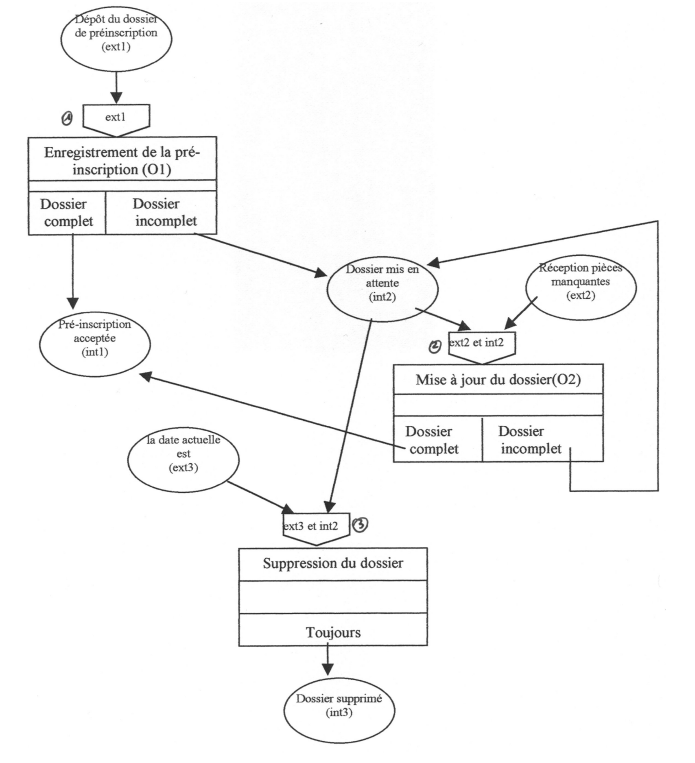 Dépôt du dossier
de préinscription
(ext1)
① ext1
Enregistrement de la pré-
inscription (O1)
Dossier
complet
Dossier
incomplet
Dossier mis en
attente
(int2)
Réception pièces
manquantes
(ext2)
Pré-inscription
acceptée
(int1)
② ext2 et int2
Mise à jour du dossier(O2)
Dossier
complet
Dossier
incomplet
la date actuelle
est
(ext3)
ext3 et int2 ③
Suppression du dossier
Toujours
Dossier supprimé
(int3)